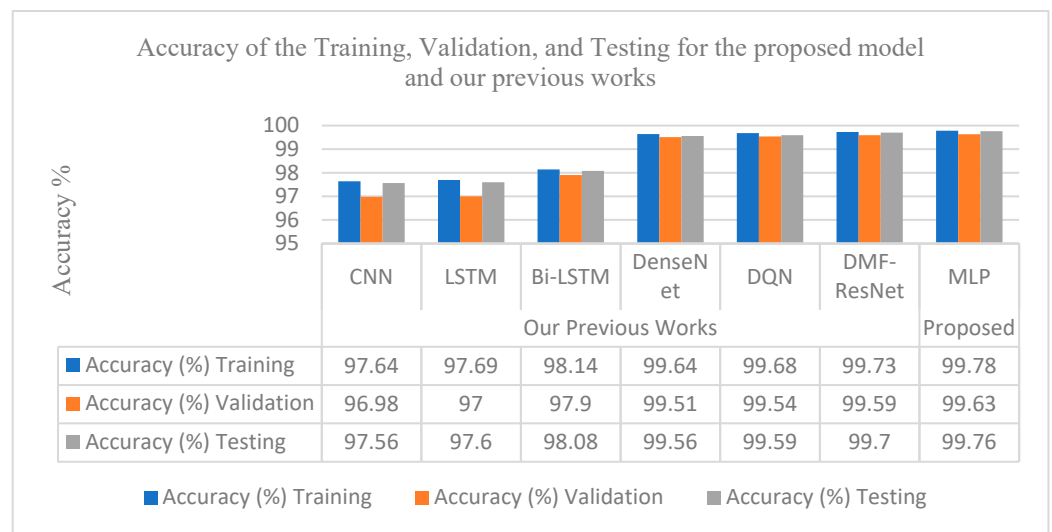 Accuracy of the Training, Validation, and Testing for the proposed model
and our previous works
Accuracy %
100
99
98
97
96
95
CNN LSTM Bi-LSTM DenseN
et DQN DMF-
ResNet MLP
Our Previous Works Proposed
Accuracy (%) Training 97.64 97.69 98.14 99.64 99.68 99.73 99.78
Accuracy (%) Validation 96.98 97 97.9 99.51 99.54 99.59 99.63
Accuracy (%) Testing 97.56 97.6 98.08 99.56 99.59 99.7 99.76
Accuracy (%) Training Accuracy (%) Validation Accuracy (%) Testing